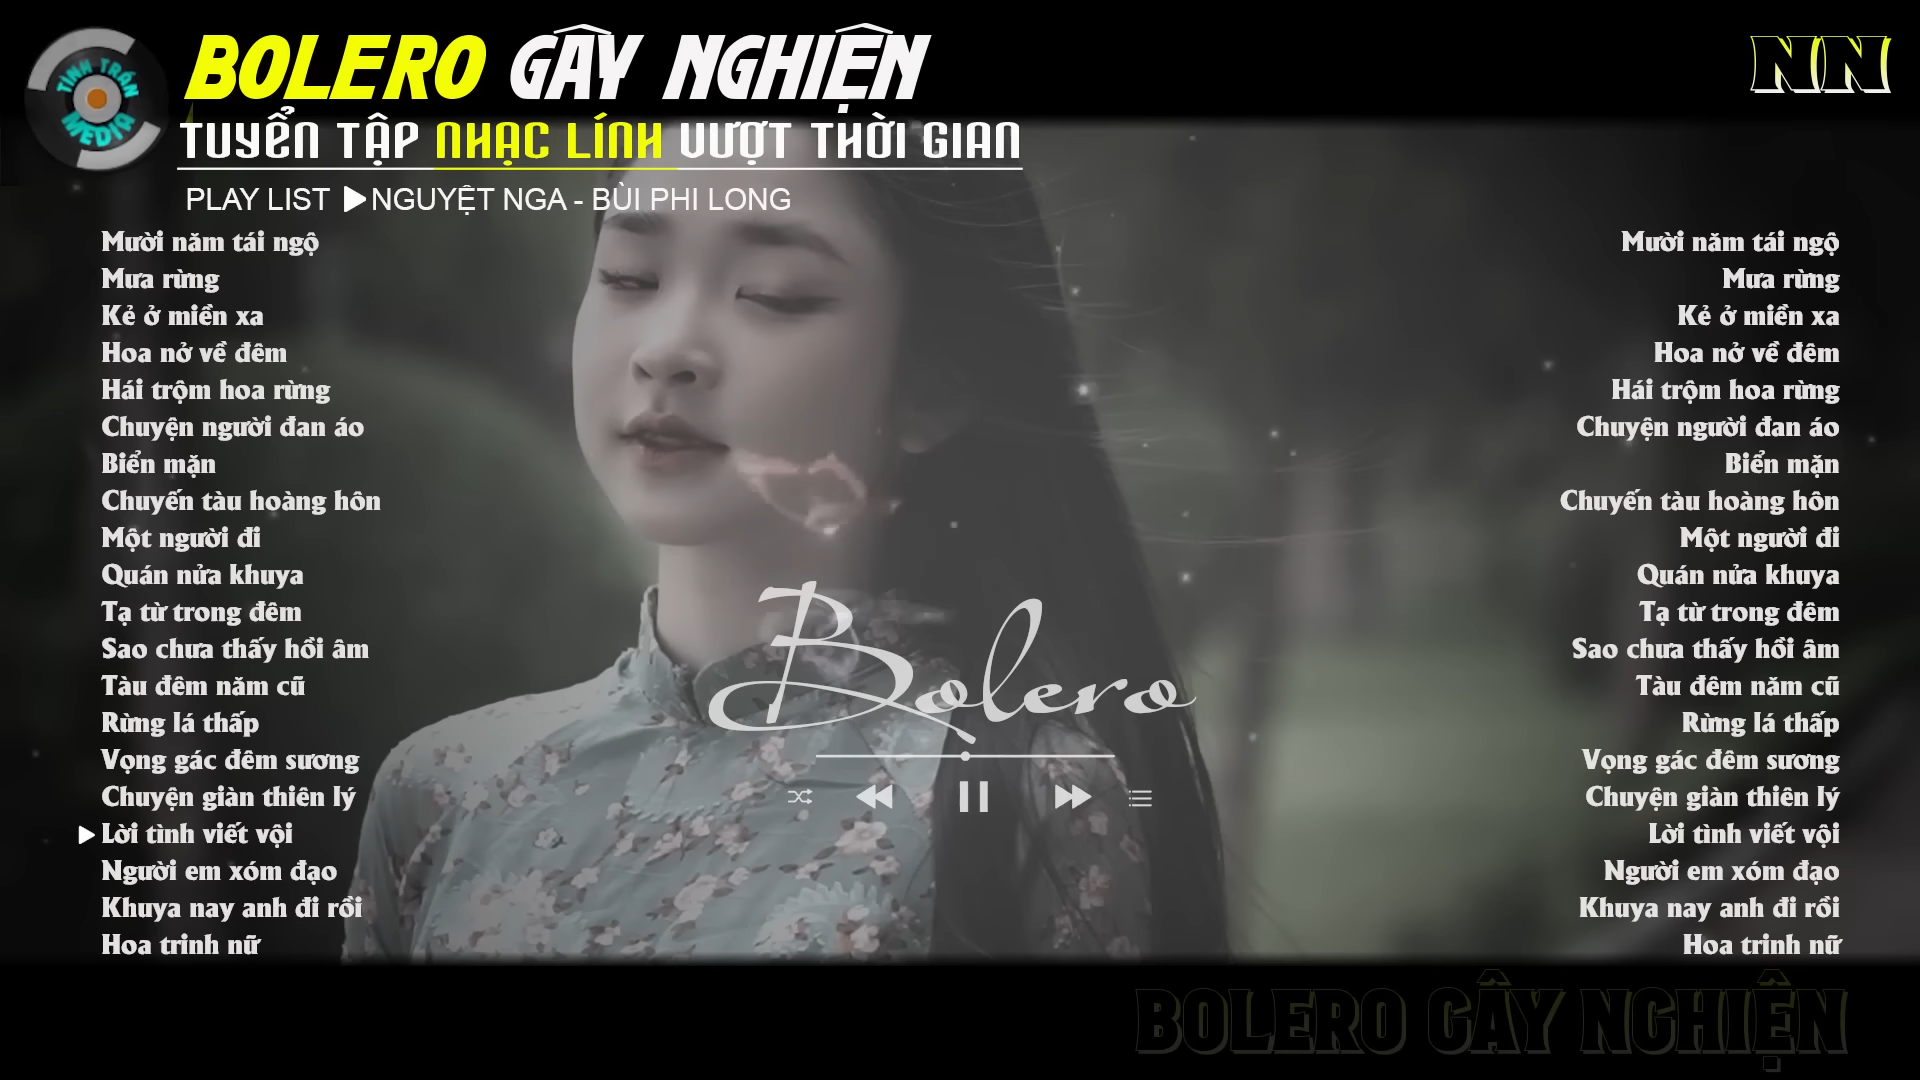 TÌNH TRẦN
MEDIA
BOLERO GÂY NGHIỆN
NN
TUYỂN TẬP NHẠC LÍNH VƯỢT THỜI GIAN
PLAY LIST ▶NGUYỆT NGA - BÙI PHI LONG
Mười năm tái ngộ
Mưa rừng
Kẻ ở miền xa
Hoa nở về đêm
Hái trộm hoa rừng
Chuyện người đan áo
Biển mặn
Chuyến tàu hoàng hôn
Một người đi
Quán nửa khuya
Tạ từ trong đêm
Sao chưa thấy hồi âm
Tàu đêm năm cũ
Rừng lá thấp
Vọng gác đêm sương
Chuyện giàn thiên lý
Lời tình viết vội
Người em xóm đạo
Khuya nay anh đi rồi
Hoa trinh nữ
Bolero
Mười năm tái ngộ
Mưa rừng
Kẻ ở miền xa
Hoa nở về đêm
Hái trộm hoa rừng
Chuyện người đan áo
Biển mặn
Chuyến tàu hoàng hôn
Một người đi
Quán nửa khuya
Tạ từ trong đêm
Sao chưa thấy hồi âm
Tàu đêm năm cũ
Rừng lá thấp
Vọng gác đêm sương
Chuyện giàn thiên lý
Lời tình viết vội
Người em xóm đạo
Khuya nay anh đi rồi
Hoa trinh nữ
BOLERO GÂY NGHIỆN